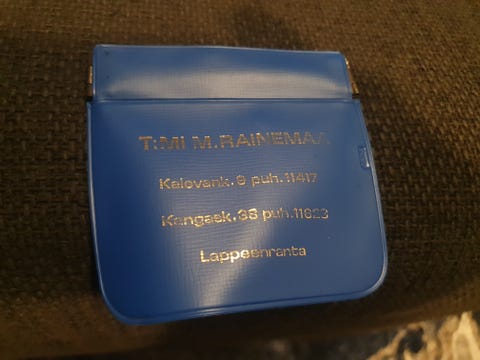 T:MI M.RAINEMAA
Kalevank.9 puh.11417
Kangask.36 puh.11623
Lappeenranta